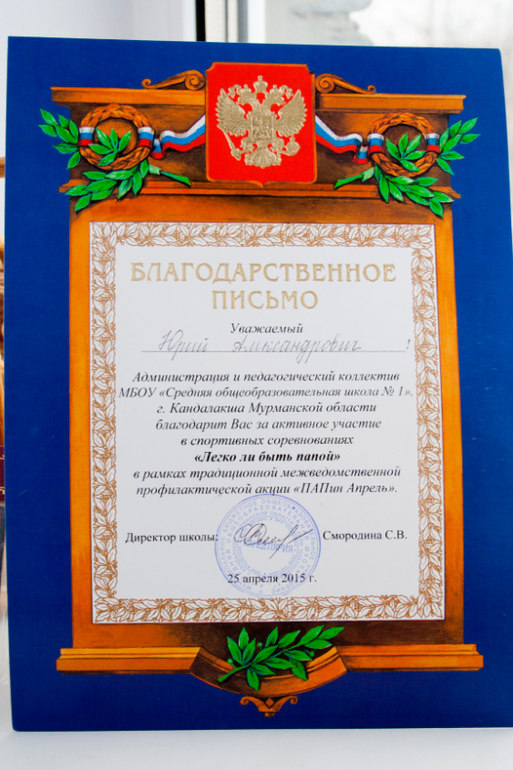 БЛАГОДАРСТВЕННОЕ
ПИСЬМО
Уважаемый
Юрий Александрович !
Администрация и педагогический коллектив
МБОУ «Средняя общеобразовательная школа № 1»,
г. Кандалакша Мурманской области
благодарит Вас за активное участие
в спортивных соревнованиях
«Легко ли быть папой»
в рамках традиционной межведомственной
профилактической акции «ПАПин Апрель».
Директор школы: Смородина С.В.
25 апреля 2015 г.